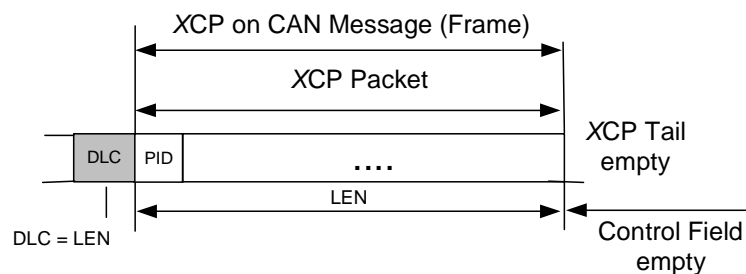 XCP on CAN Message (Frame)
XCP Packet
XCP Tail
empty
DLC PID ....
LEN
DLC = LEN
Control Field
empty